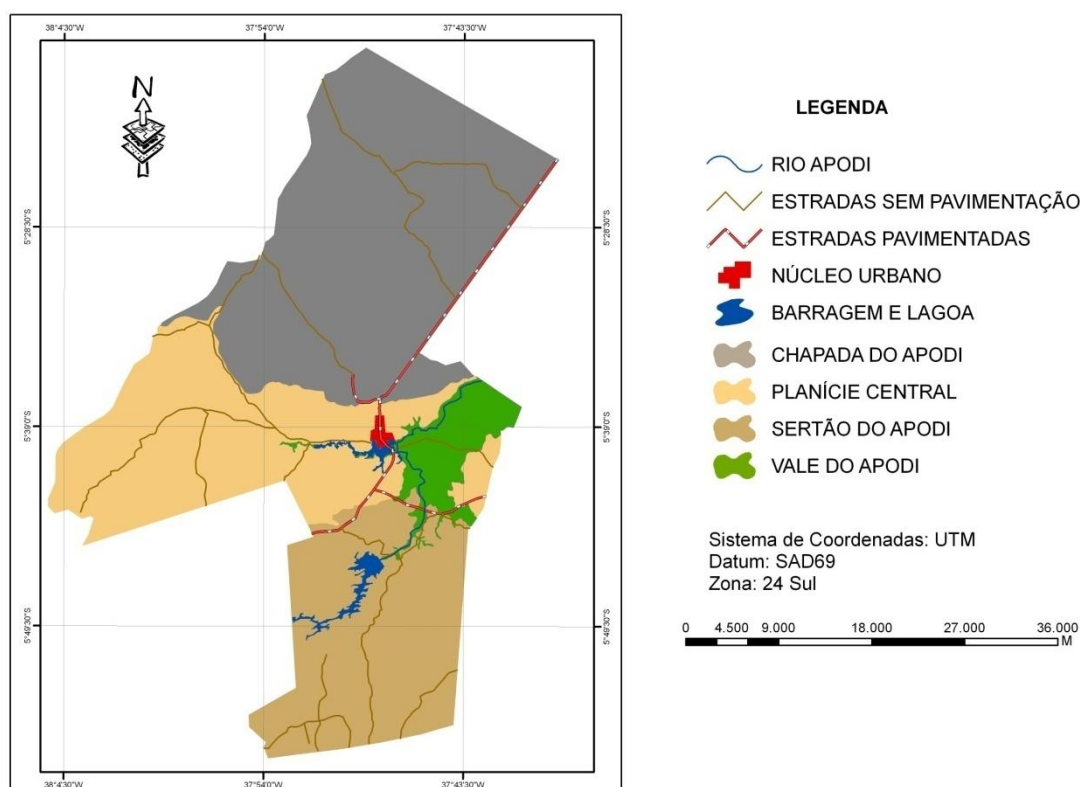 38°4'30"W
37°54'0"W
37°43'30"W
N
5°28'30"S
5°28'30"S
5°39'0"S
5°39'0"S
5°49'30"S
5°49'30"S
38°4'30"W
37°54'0"W
37°43'30"W
LEGENDA
RIO APODI
ESTRADAS SEM PAVIMENTAÇÃO
ESTRADAS PAVIMENTADAS
NÚCLEO URBANO
BARRAGEM E LAGOA
CHAPADA DO APODI
PLANÍCIE CENTRAL
SERTÃO DO APODI
VALE DO APODI
Sistema de Coordenadas: UTM
Datum: SAD69
Zona: 24 Sul
0 4.500 9.000 18.000 27.000 36.000
M